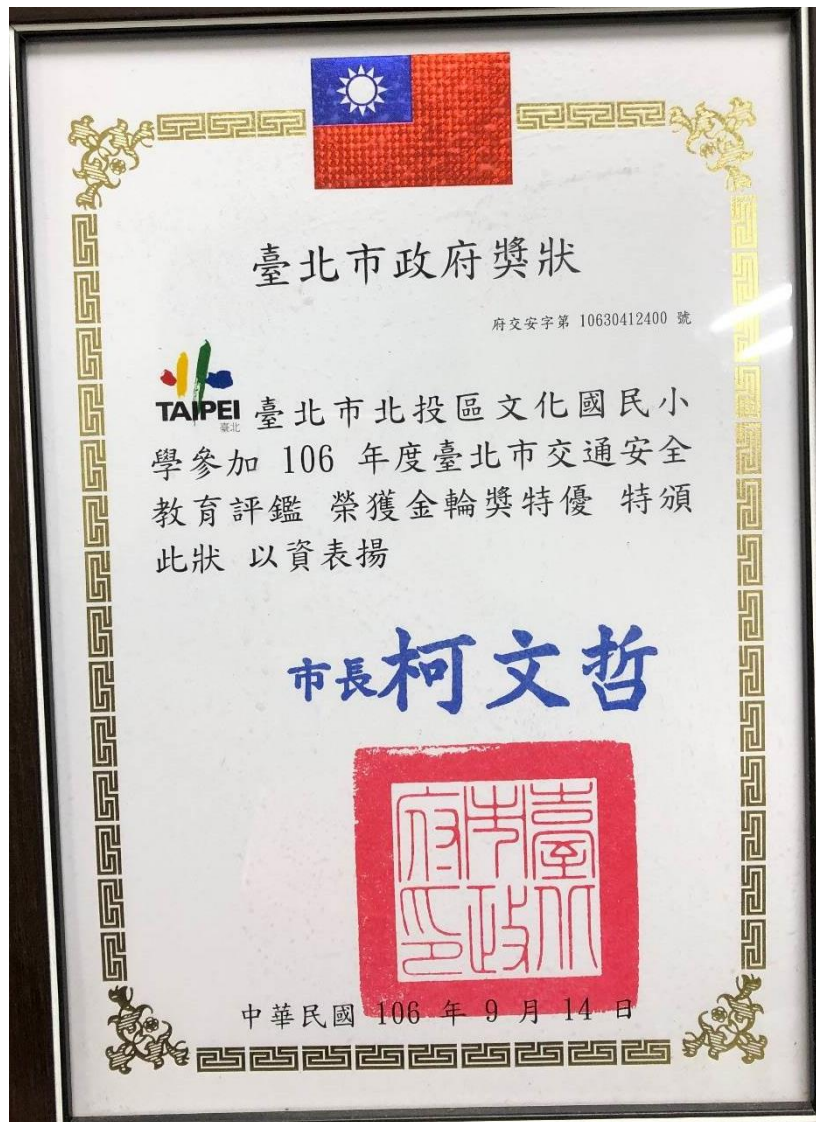 臺北市政府獎狀
府交安字第 10630412400 號
TAIPEI
臺北
臺北市北投區文化國民小
學參加 106 年度臺北市交通安全
教育評鑑 榮獲金輪獎特優 特頒
此狀 以資表揚
市長柯文哲
臺北市政府印
中華民國 106 年 9 月 14 日